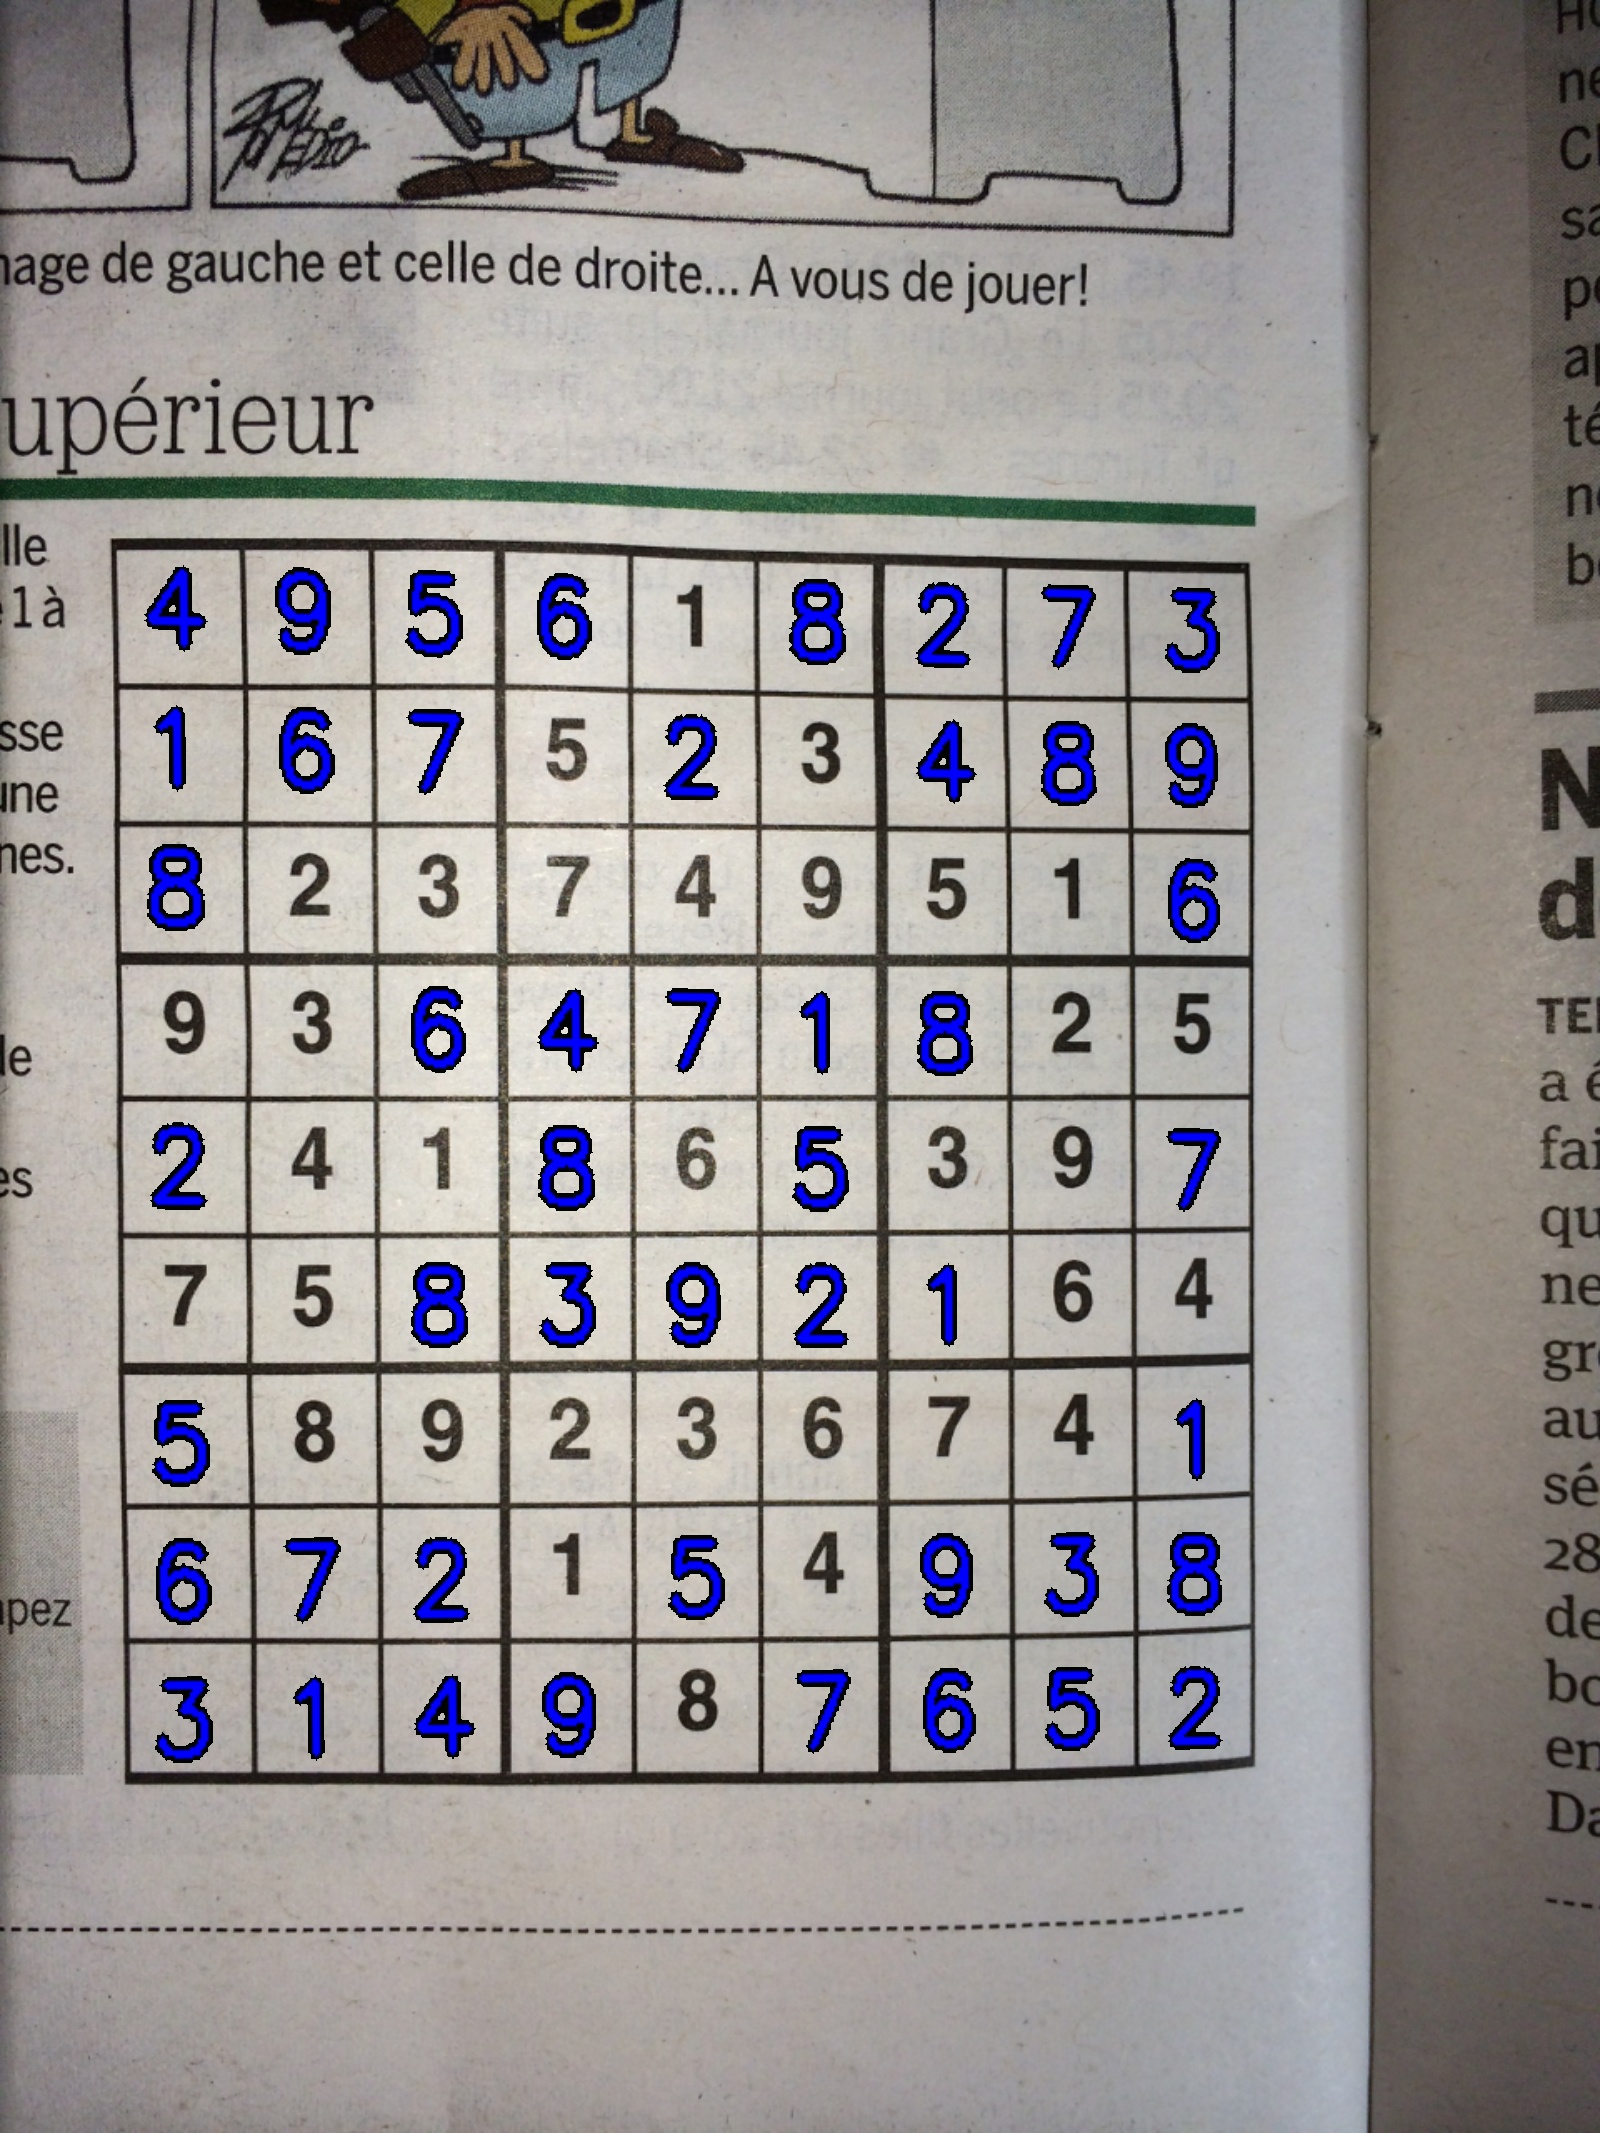 nage de gauche et celle de droite... A vous de jouer!
upérieur
lle
e 1 à
sse
une
nes.
le
es
npez
4 9 5 6 1 8 2 7 3
1 6 7 5 2 3 4 8 9
8 2 3 7 4 9 5 1 6
9 3 6 4 7 1 8 2 5
2 4 1 8 6 5 3 9 7
7 5 8 3 9 2 1 6 4
5 8 9 2 3 6 7 4 1
6 7 2 1 5 4 9 3 8
3 1 4 9 8 7 6 5 2
ne
sa
té
N
d
a ê
fai
qu
ne
gr
au
sé
28
de
bo
en
Da